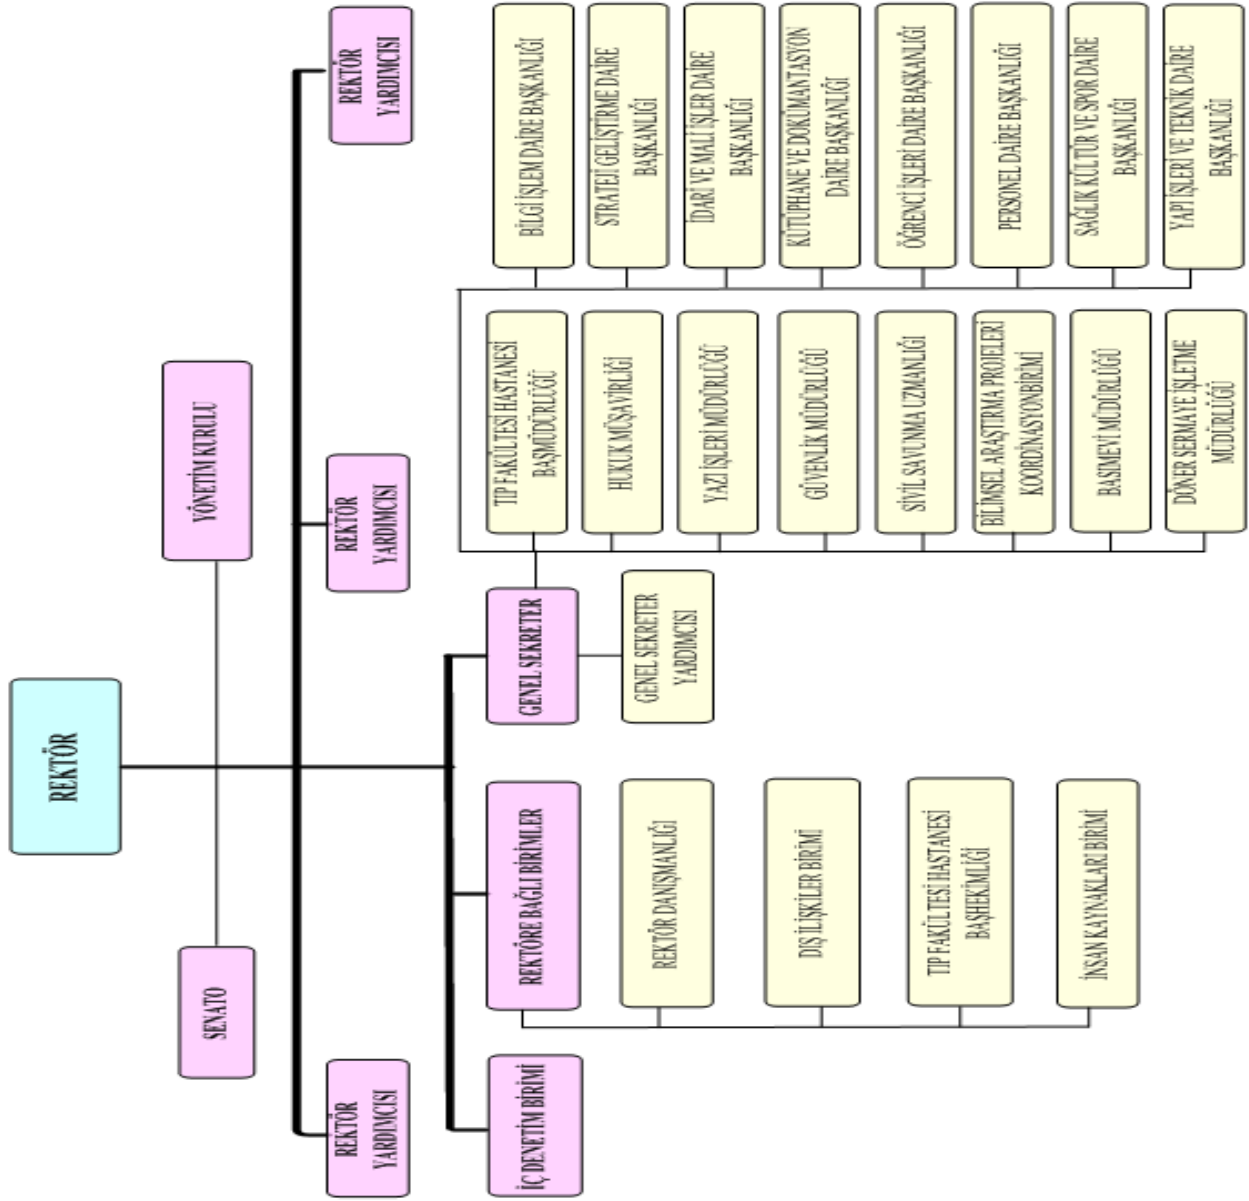 REKTÖR
SENATO
YÖNETİM KURULU
REKTÖR
YARDIMCISI
REKTÖR
YARDIMCISI
REKTÖR
YARDIMCISI
İÇ DENETİM BİRİMİ
REKTÖRE BAĞLI BİRİMLER
REKTÖR DANIŞMANLIĞI
DIŞ İLİŞKİLER BİRİMİ
TIP FAKÜLTESİ HASTANESİ
BAŞHEKİMLİĞİ
İNSAN KAYNAKLARI BİRİMİ
GENEL SEKRETER
GENEL SEKRETER
YARDIMCISI
TIP FAKÜLTESİ HASTANESİ
BAŞMÜDÜRLÜĞÜ
HUKUK MÜŞAVİRLİĞİ
YAZI İŞLERİ MÜDÜRLÜĞÜ
GÜVENLİK MÜDÜRLÜĞÜ
SİVİL SAVUNMA UZMANLIĞI
BİLİMSEL ARAŞTIRMA PROJELERİ
KOORDİNASYONBİRİMİ
BASIMEVİ MÜDÜRLÜĞÜ
DÖNER SERMAYE İŞLETME
MÜDÜRLÜĞÜ
BİLGİ İŞLEM DAİRE BAŞKANLIĞI
STRATEJİ GELİŞTİRME DAİRE
BAŞKANLIĞI
İDARİ VE MALİ İŞLER DAİRE
BAŞKANLIĞI
KÜTÜPHANE VE DOKÜMANTASYON
DAİRE BAŞKANLIĞI
ÖĞRENCİ İŞLERİ DAİRE BAŞKANLIĞI
PERSONEL DAİRE BAŞKANLIĞI
SAĞLIK KÜLTÜR VE SPOR DAİRE
BAŞKANLIĞI
YAPI İŞLERİ VE TEKNİK DAİRE
BAŞKANLIĞI